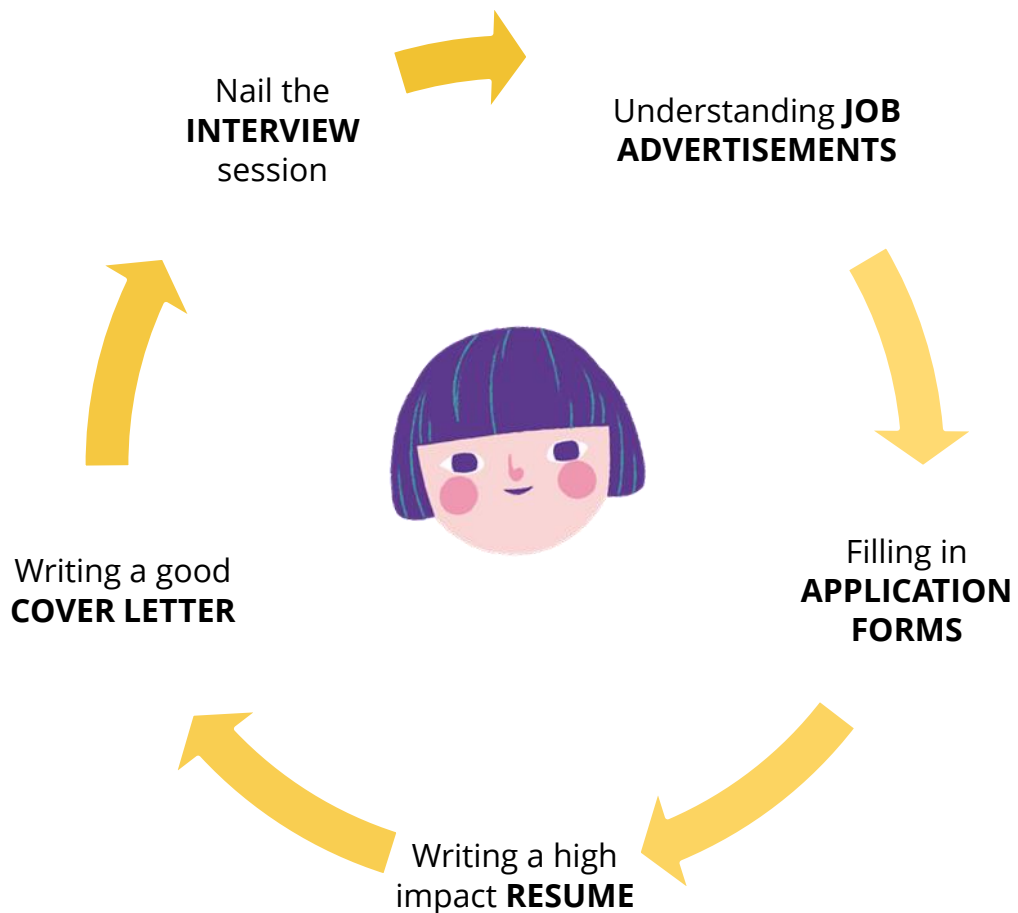 Nail the
INTERVIEW
session
Understanding JOB
ADVERTISEMENTS
Filling in
APPLICATION
FORMS
Writing a high
impact RESUME
Writing a good
COVER LETTER